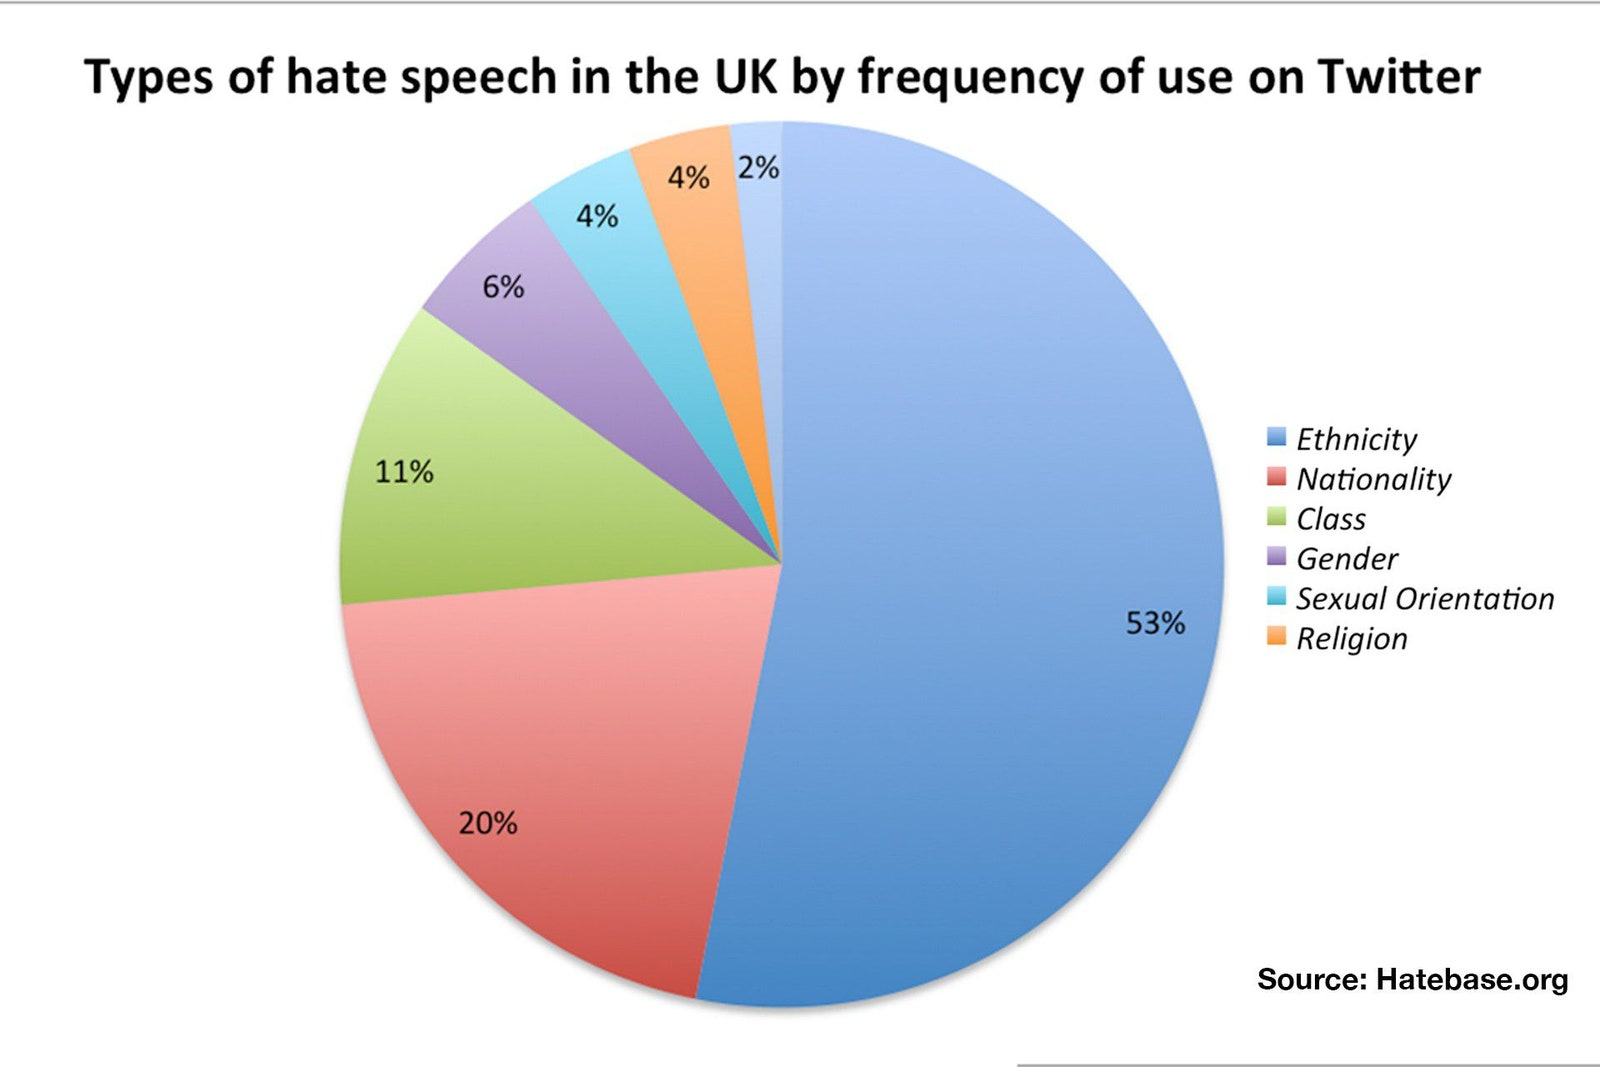 Types of hate speech in the UK by frequency of use on Twitter
2%
4%
4%
6%
11%
20%
53%
Ethnicity
Nationality
Class
Gender
Sexual Orientation
Religion
Source: Hatebase.org